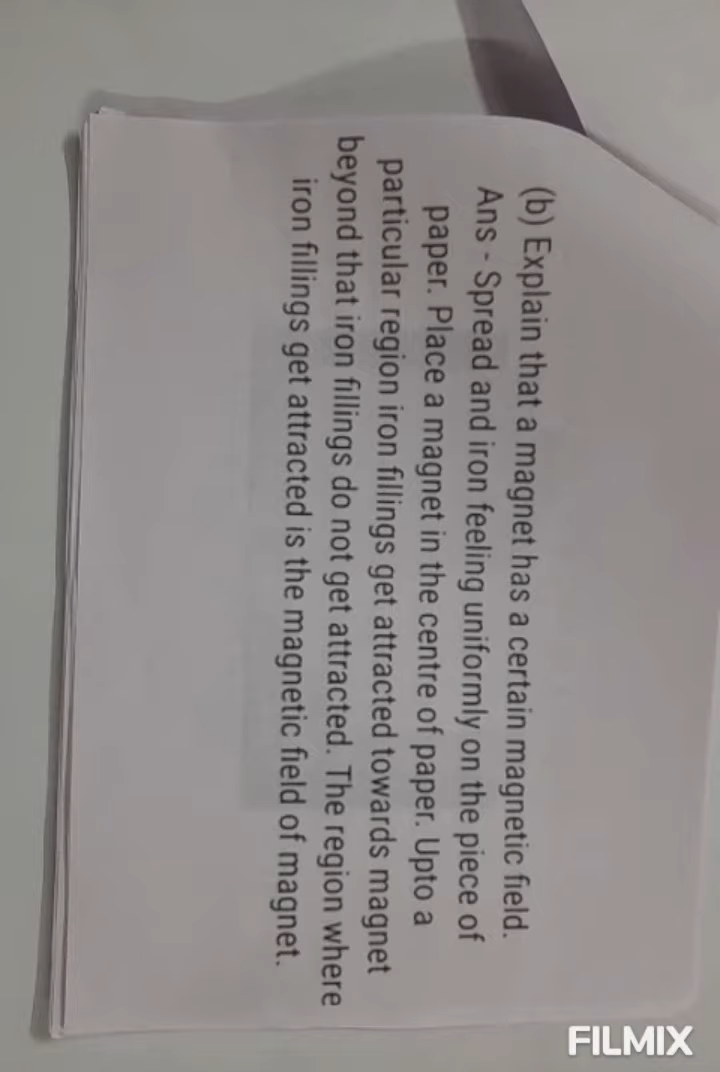 (b) Explain that a magnet has a certain magnetic field.
Ans - Spread and iron feeling uniformly on the piece of
paper. Place a magnet in the centre of paper. Upto a
particular region iron fillings get attracted towards magnet
beyond that iron fillings do not get attracted. The region where
iron fillings get attracted is the magnetic field of magnet.
FILMIX